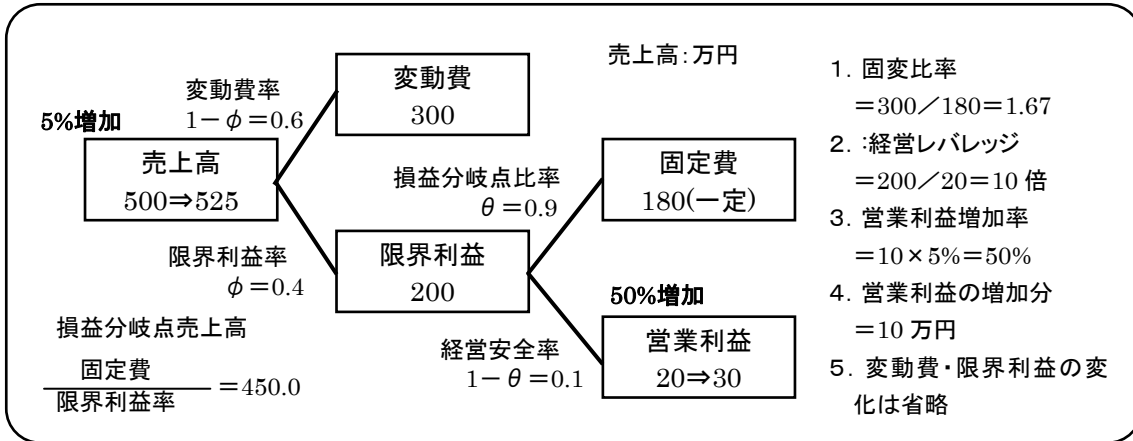 売上高：万円
変動費率
1－φ＝0.6
変動費
300
5%増加
売上高
500⇒525
限界利益率
φ＝0.4
損益分岐点比率
θ＝0.9
固定費
180(一定)
限界利益
200
50%増加
経営安全率
1－θ＝0.1
営業利益
20⇒30
損益分岐点売上高
固定費
限界利益率
＝450.0
1．固変比率
＝300／180＝1.67
2．:経営レバレッジ
＝200／20＝10 倍
3．営業利益増加率
＝10×5%＝50%
4．営業利益の増加分
＝10 万円
5．変動費・限界利益の変
化は省略